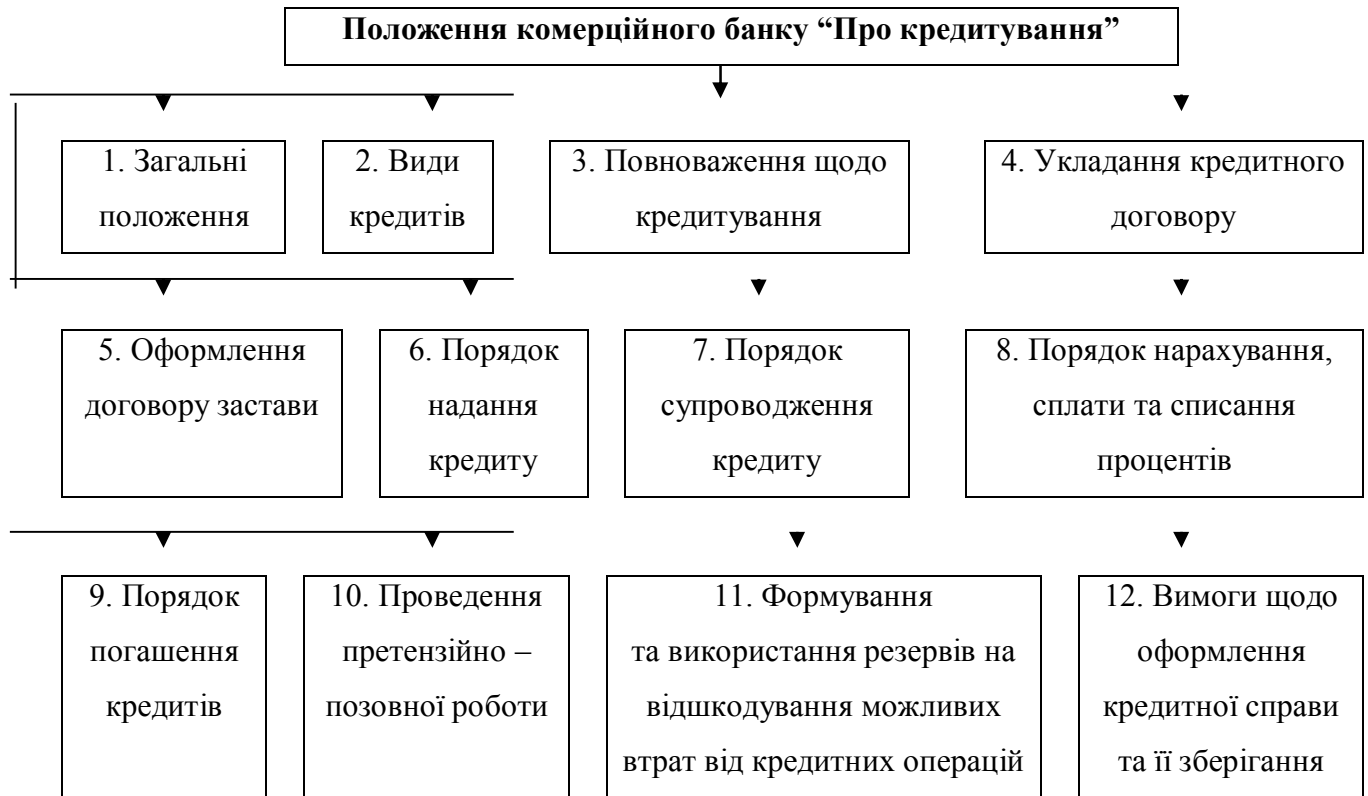 Положення комерційного банку “Про кредитування”
1. Загальні
положення
2. Види
кредитів
3. Повноваження щодо
кредитування
4. Укладання кредитного
договору
5. Оформлення
договору застави
6. Порядок
надання
кредиту
7. Порядок
супроводження
кредиту
8. Порядок нарахування,
сплати та списання
процентів
9. Порядок
погашення
кредитів
10. Проведення
претензійно –
позовної роботи
11. Формування
та використання резервів на
відшкодування можливих
втрат від кредитних операцій
12. Вимоги щодо
оформлення
кредитної справи
та її зберігання